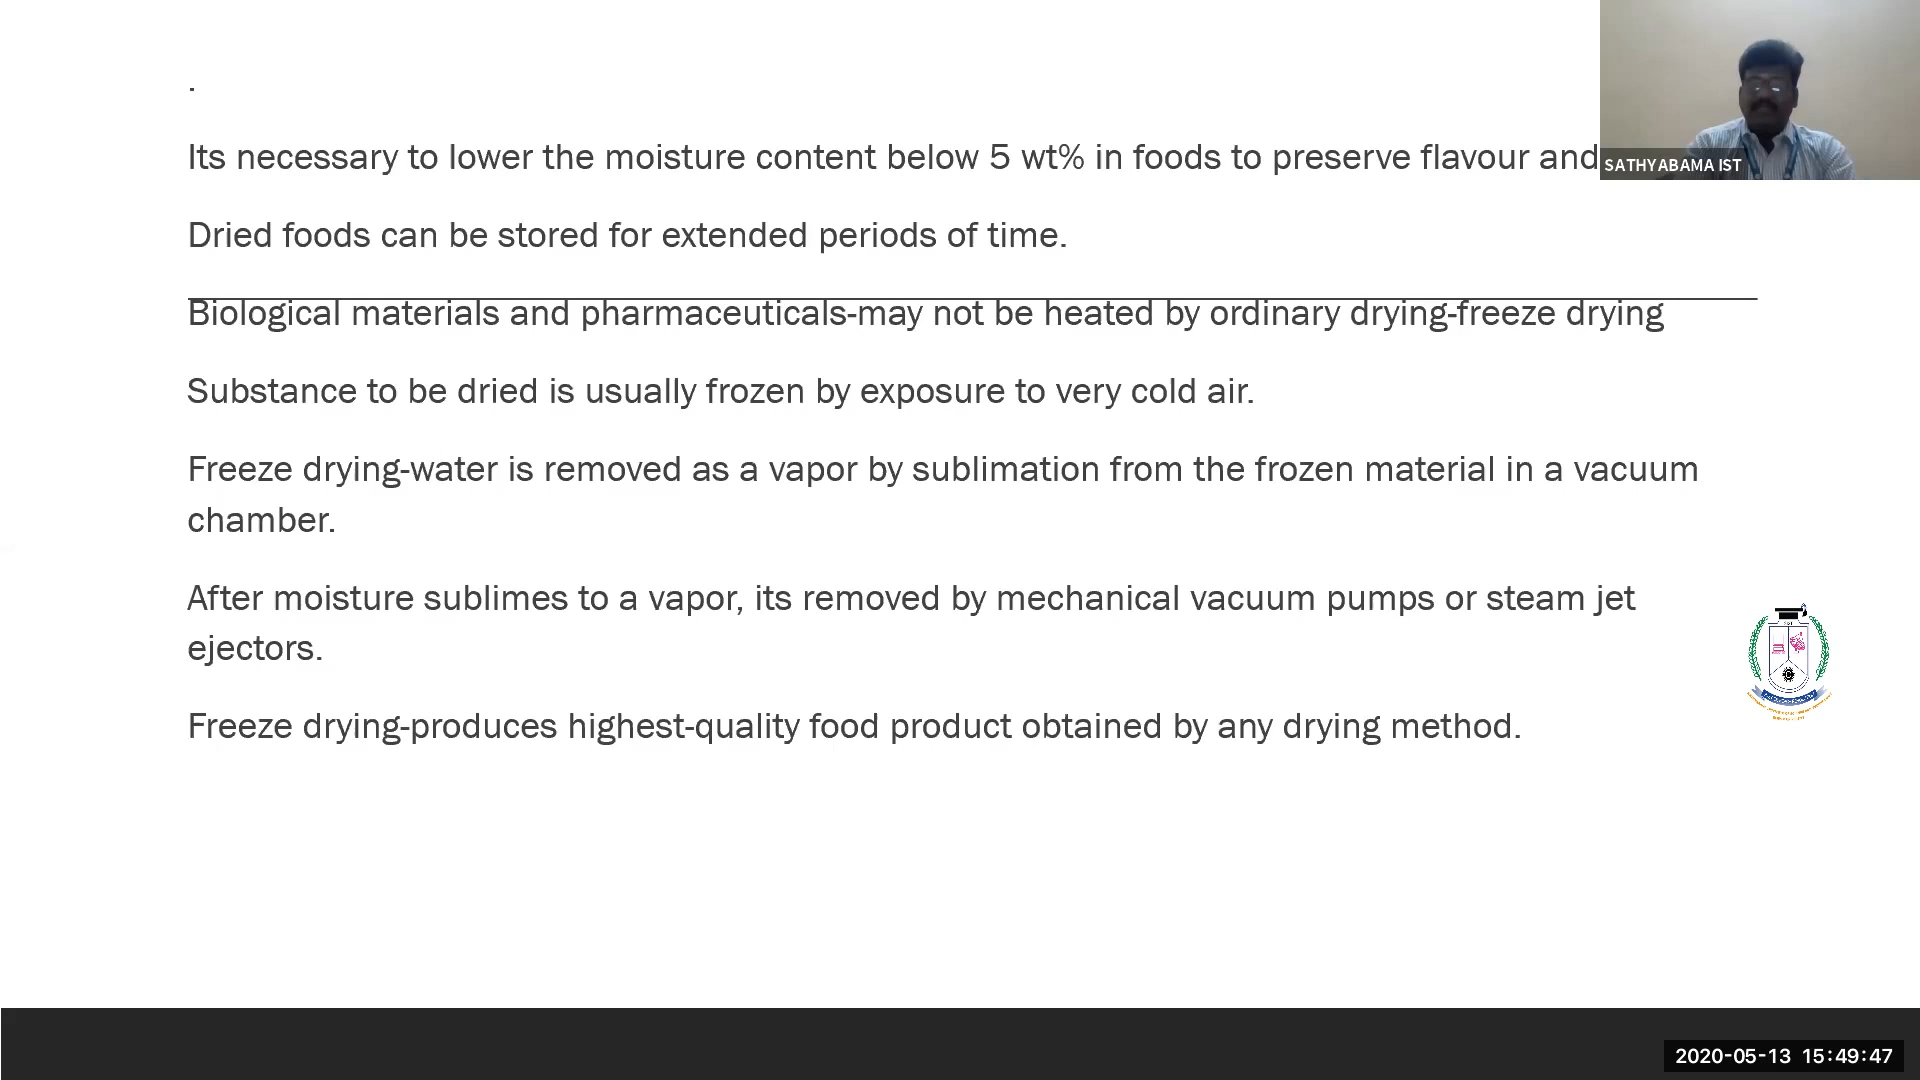 .
Its necessary to lower the moisture content below 5 wt% in foods to preserve flavour and
SATHYABAMA IST
Dried foods can be stored for extended periods of time.
Biological materials and pharmaceuticals-may not be heated by ordinary drying-freeze drying
Substance to be dried is usually frozen by exposure to very cold air.
Freeze drying-water is removed as a vapor by sublimation from the frozen material in a vacuum
chamber.
After moisture sublimes to a vapor, its removed by mechanical vacuum pumps or steam jet
ejectors.
Freeze drying-produces highest-quality food product obtained by any drying method.
2020-05-13 15:49:47